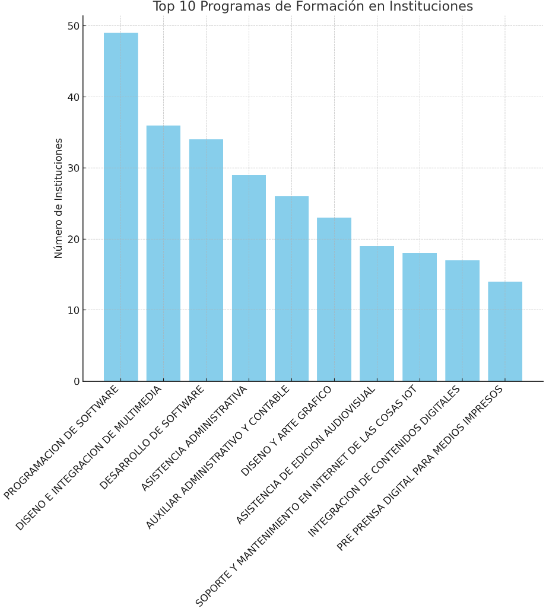 Top 10 Programas de Formación en Instituciones
Número de Instituciones
50
40
30
20
10
0
PROGRAMACION DE SOFTWARE
DISENO E INTEGRACION DE MULTIMEDIA
DESARROLLO DE SOFTWARE
ASISTENCIA ADMINISTRATIVA
AUXILIAR ADMINISTRATIVO Y CONTABLE
DISENO Y ARTE GRAFICO
ASISTENCIA DE EDICION AUDIOVISUAL
SOPORTE Y MANTENIMIENTO EN INTERNET DE LAS COSAS IOT
INTEGRACION DE CONTENIDOS DIGITALES
PRE PRENSA DIGITAL PARA MEDIOS IMPRESOS